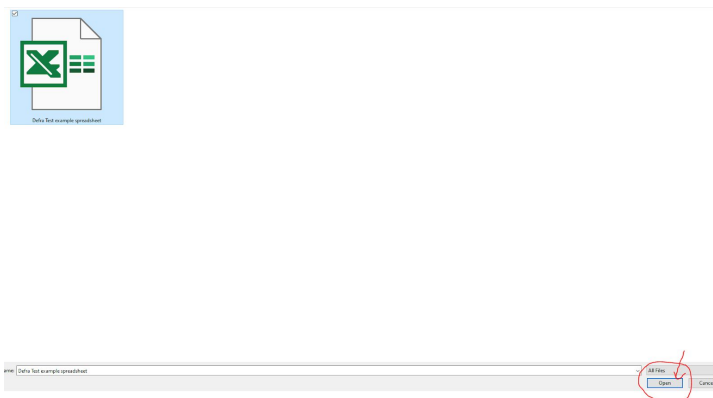 Defra Test example spreadsheet
ame: Defra Test example spreadsheet
All Files
Open Cance